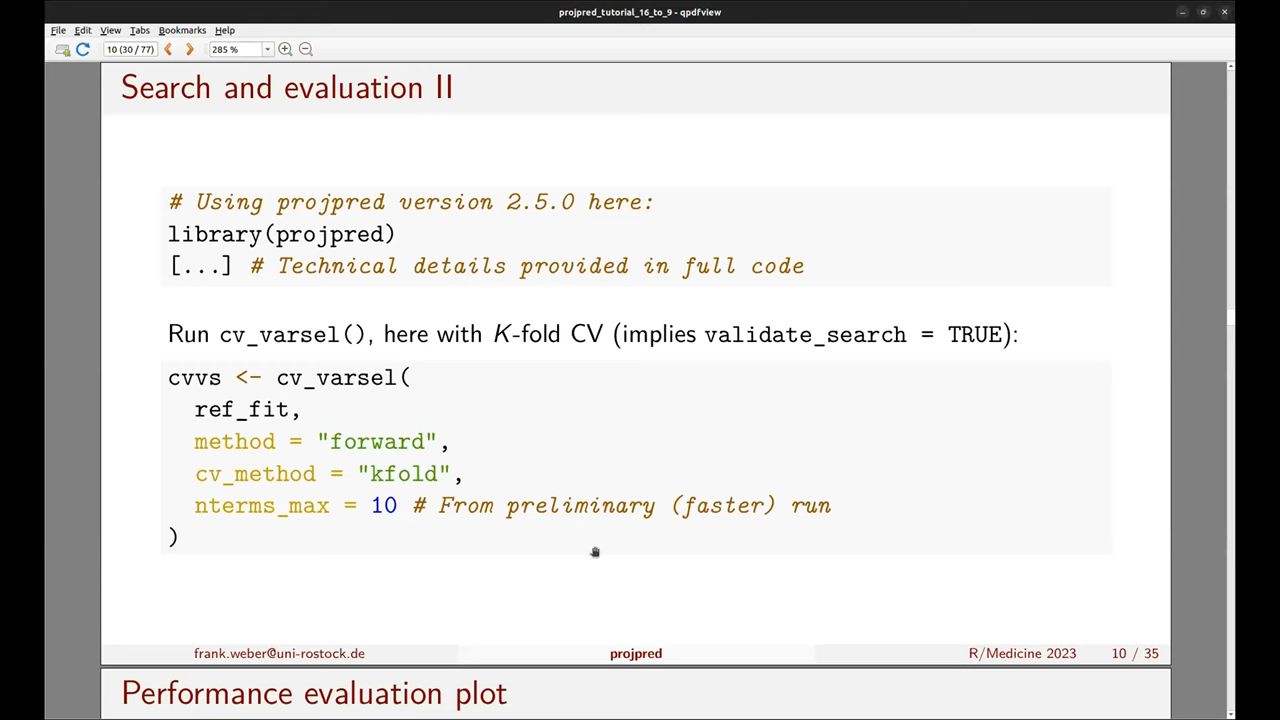 projpred_tutorial_16_to_9 - qpdfview
File Edit View Tabs Bookmarks Help
10 (30 / 77) 285 %
Search and evaluation II
# Using projpred version 2.5.0 here:
library(projpred)
[...] # Technical details provided in full code
Run cv_varsel(), here with K-fold CV (implies validate_search = TRUE):
cvvs <- cv_varsel(
ref_fit,
method = "forward",
cv_method = "kfold",
nterms_max = 10 # From preliminary (faster) run
)
frank.weber@uni-rostock.de projpred R/Medicine 2023 10 / 35
Performance evaluation plot